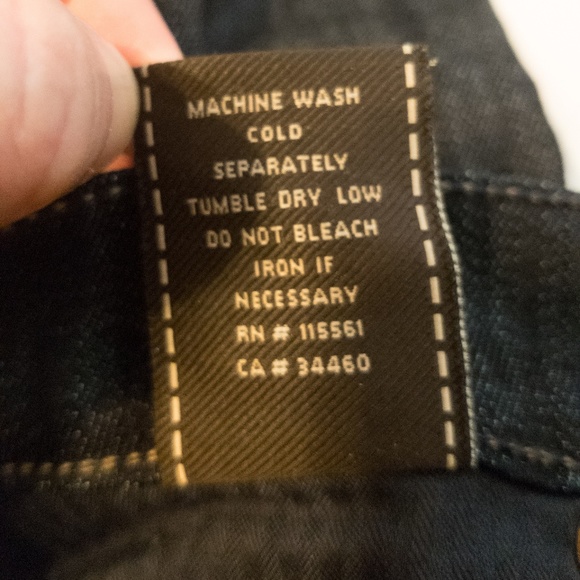 MACHINE WASH
COLD
SEPARATELY
TUMBLE DRY LOW
DO NOT BLEACH
IRON IF
NECESSARY
RN # 115561
CA # 34460